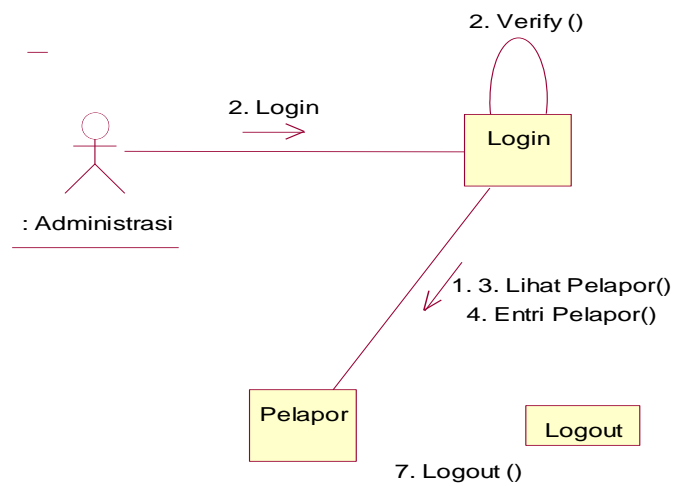 2. Verify ()
2. Login
Login
: Administrasi
1. 3. Lihat Pelapor()
4. Entri Pelapor()
Pelapor
Logout
7. Logout ()